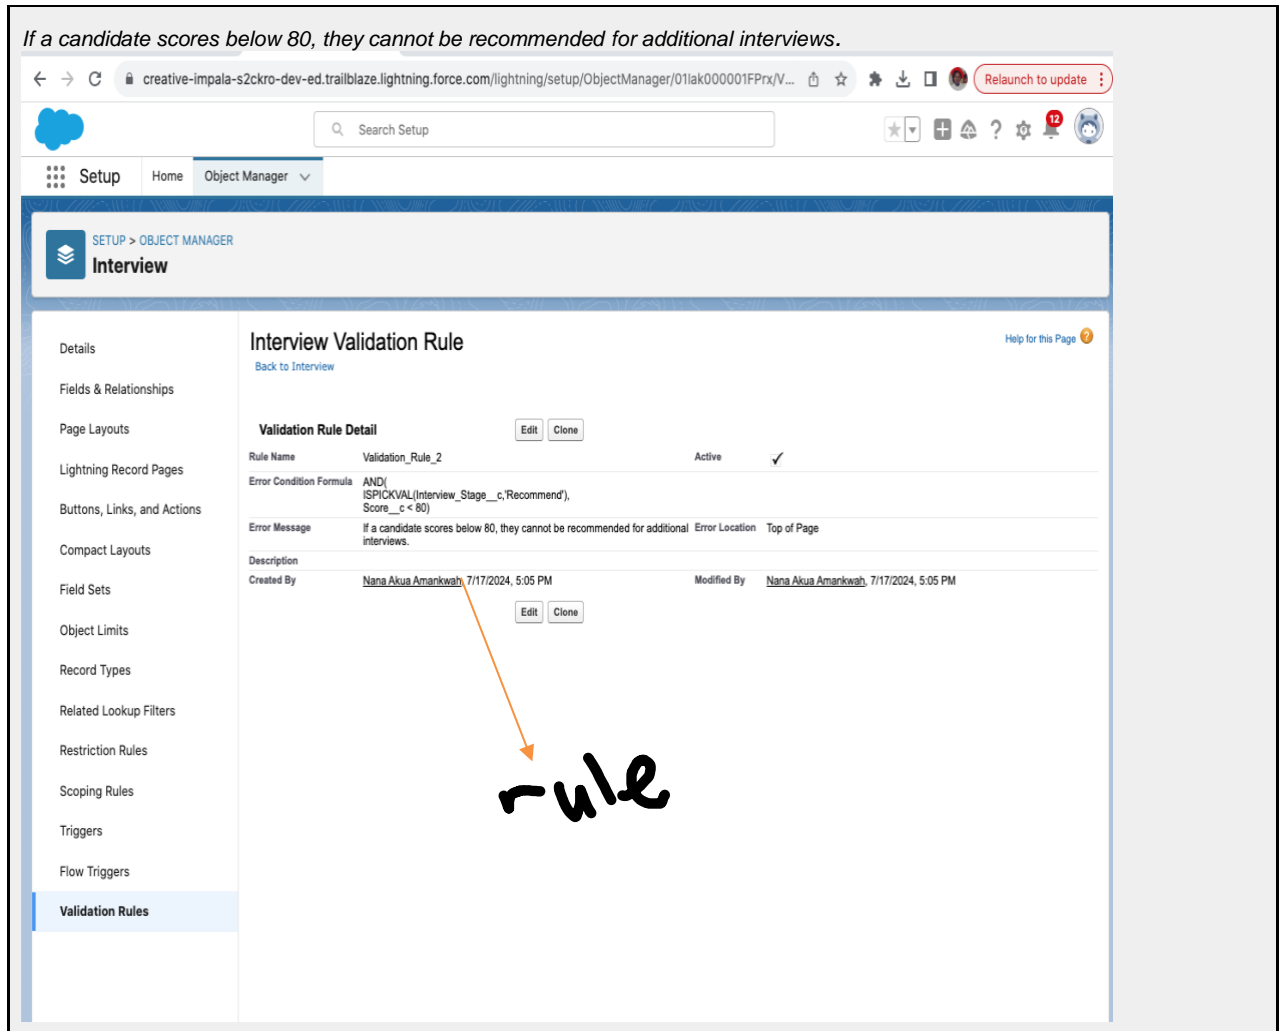 If a candidate scores below 80, they cannot be recommended for additional interviews.
creative-impala-s2ckro-dev-ed.trailblaze.lightning.force.com/lightning/setup/ObjectManager/01Iak000001FPrx/V...
Relaunch to update
Search Setup
12
Setup
Home
Object Manager
SETUP > OBJECT MANAGER
Interview
Details
Fields & Relationships
Page Layouts
Lightning Record Pages
Buttons, Links, and Actions
Compact Layouts
Field Sets
Object Limits
Record Types
Related Lookup Filters
Restriction Rules
Scoping Rules
Triggers
Flow Triggers
Validation Rules
Interview Validation Rule
Help for this Page
Back to Interview
Validation Rule Detail
Edit Clone
Rule Name Validation_Rule_2 Active
Error Condition Formula AND(
ISPICKVAL(Interview_Stage__c,'Recommend'),
Score__c < 80)
Error Message If a candidate scores below 80, they cannot be recommended for additional interviews. Error Location Top of Page
Description
Created By Nana Akua Amankwah, 7/17/2024, 5:05 PM Modified By Nana Akua Amankwah, 7/17/2024, 5:05 PM
Edit Clone
rule